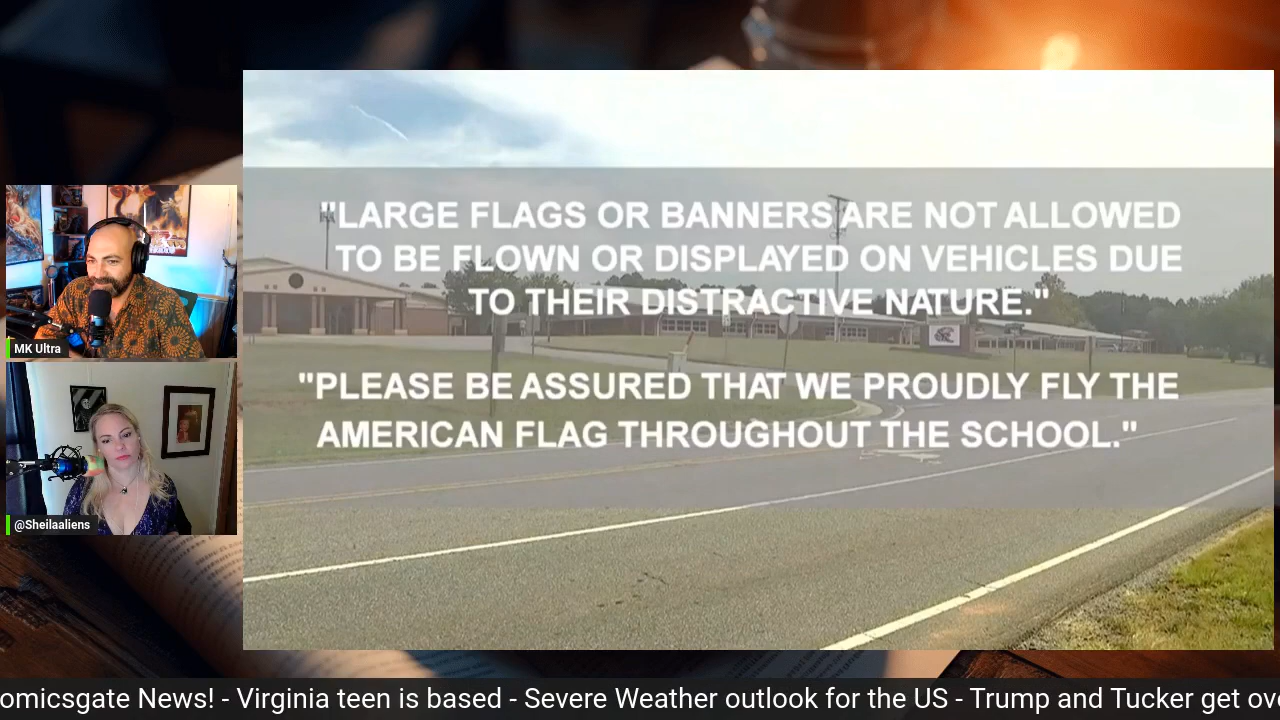 "LARGE FLAGS OR BANNERS ARE NOT ALLOWED
TO BE FLOWN OR DISPLAYED ON VEHICLES DUE
TO THEIR DISTRACTIVE NATURE."
"PLEASE BE ASSURED THAT WE PROUDLY FLY THE
AMERICAN FLAG THROUGHOUT THE SCHOOL."
MK Ultra
@Sheilaaliens
omicsgate News! - Virginia teen is based - Severe Weather outlook for the US - Trump and Tucker get ov